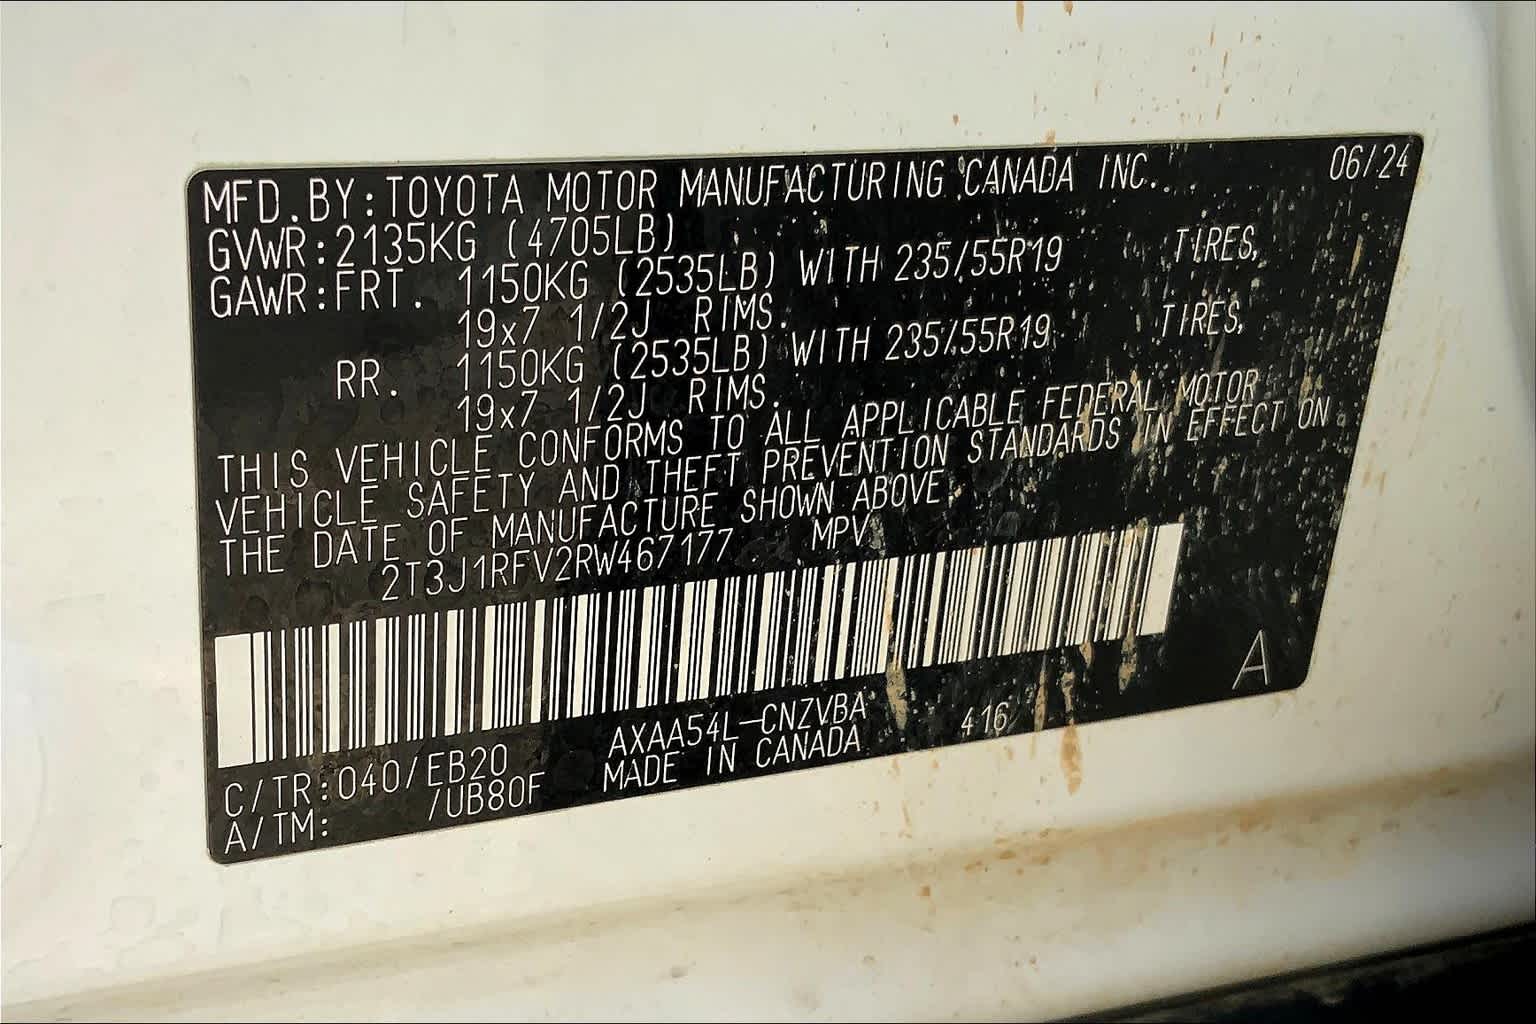 MFD.BY:TOYOTA MOTOR MANUFACTURING CANADA INC. 06/24
GVWR:2135KG (4705LB)
GAWR:FRT. 1150KG (2535LB) WITH 235/55R19 TIRES,
19x7 1/2J RIMS.
RR. 1150KG (2535LB) WITH 235/55R19 TIRES,
19x7 1/2J RIMS.
THIS VEHICLE CONFORMS TO ALL APPLICABLE FEDERAL MOTOR
VEHICLE SAFETY AND THEFT PREVENTION STANDARDS IN EFFECT ON
THE DATE OF MANUFACTURE SHOWN ABOVE.
2T3J1RFV2RW467177 MPV
A
C/TR:040/EB20 AXAA54L-CNZVBA 416
A/TM: /UB80F MADE IN CANADA